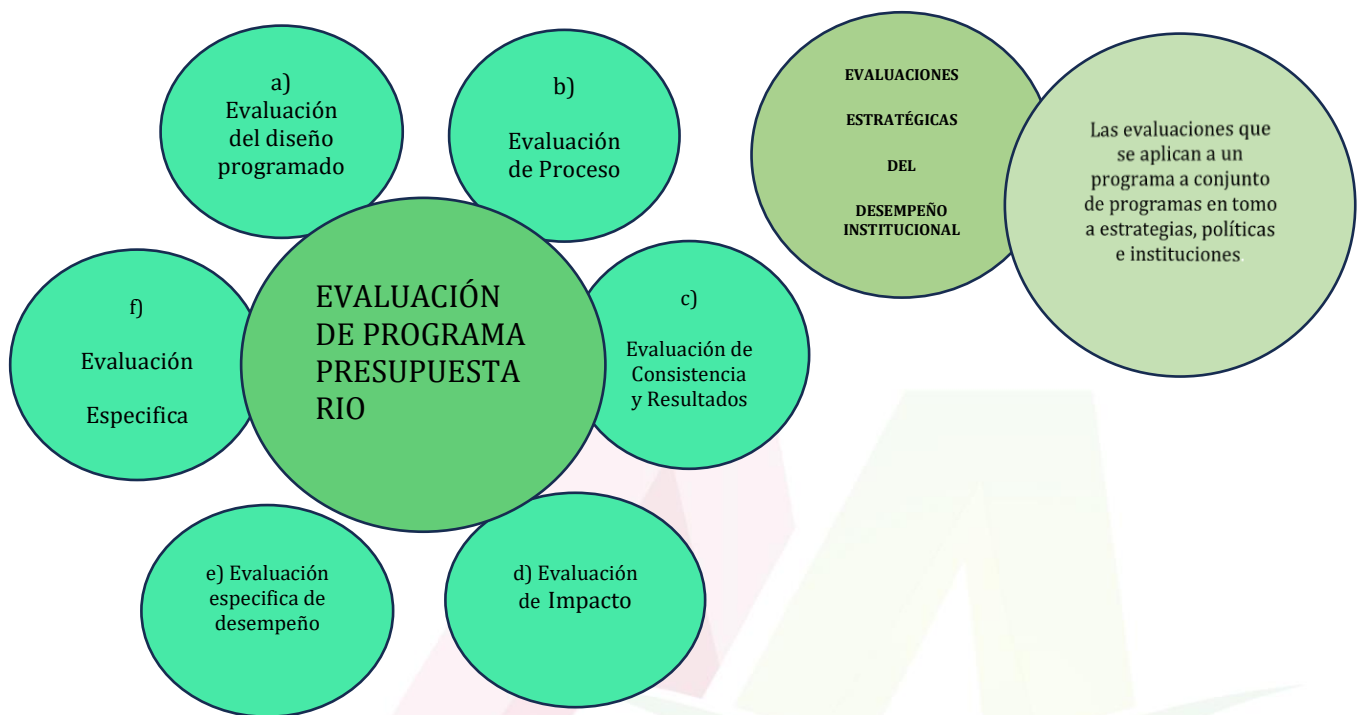 a)
Evaluación
del diseño
programado
b)
Evaluación
de Proceso
c)
Evaluación de
Consistencia
y Resultados
d) Evaluación
de Impacto
e) Evaluación
especifica de
desempeño
f)
Evaluación
Especifica
EVALUACIÓN
DE PROGRAMA
PRESUPUESTA
RIO
EVALUACIONES
ESTRATÉGICAS
DEL
DESEMPEÑO
INSTITUCIONAL
Las evaluaciones que
se aplican a un
programa a conjunto
de programas en tomo
a estrategias, políticas
e instituciones